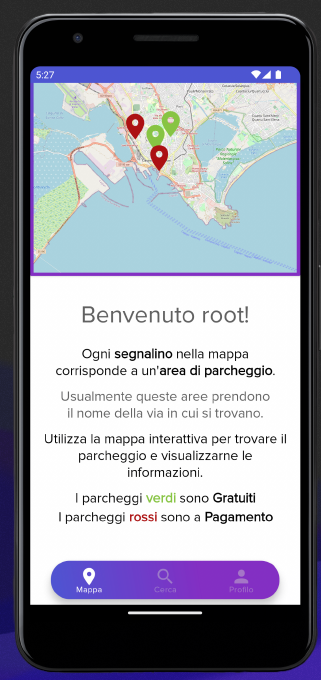 5:27
Benvenuto root!
Ogni segnalino nella mappa
corrisponde a un'area di parcheggio.
Usualmente queste aree prendono
il nome della via in cui si trovano.
Utilizza la mappa interattiva per trovare il
parcheggio e visualizzarne le
informazioni.
I parcheggi verdi sono Gratuiti
I parcheggi rossi sono a Pagamento
Mappa
Cerca
Profilo